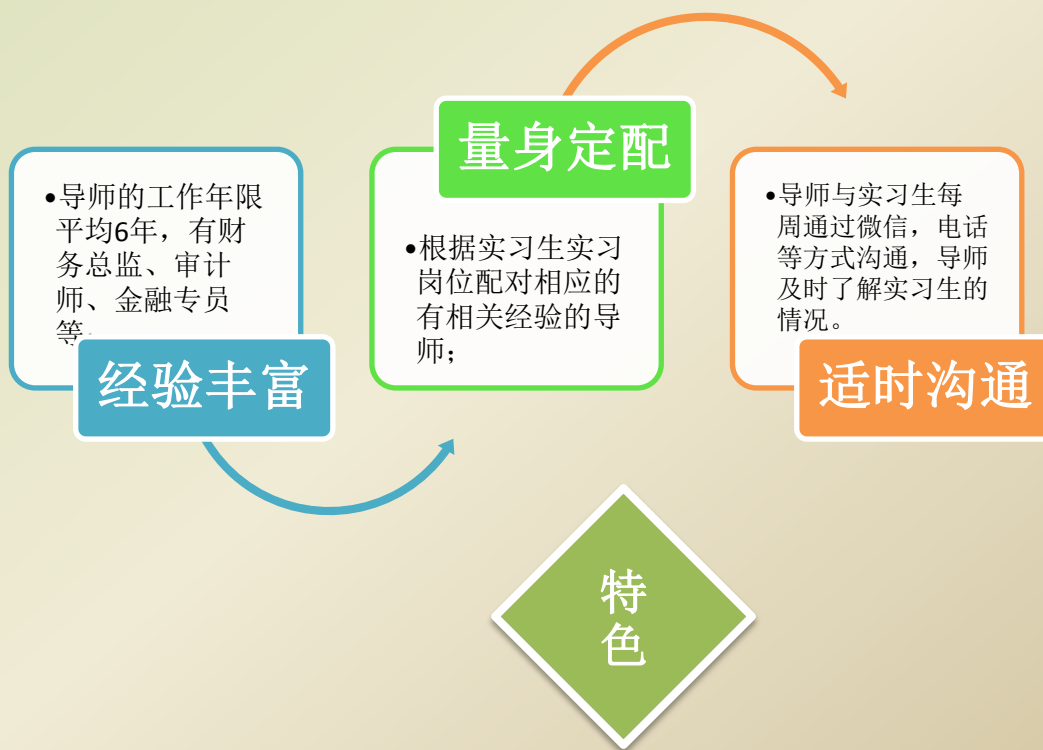 •导师的工作年限
平均6年，有财
务总监、审计
师、金融专员
等
经验丰富
量身定配
•根据实习生实习
岗位配对相应的
有相关经验的导
师；
•导师与实习生每
周通过微信，电话
等方式沟通，导师
及时了解实习生的
情况。
适时沟通
特
色